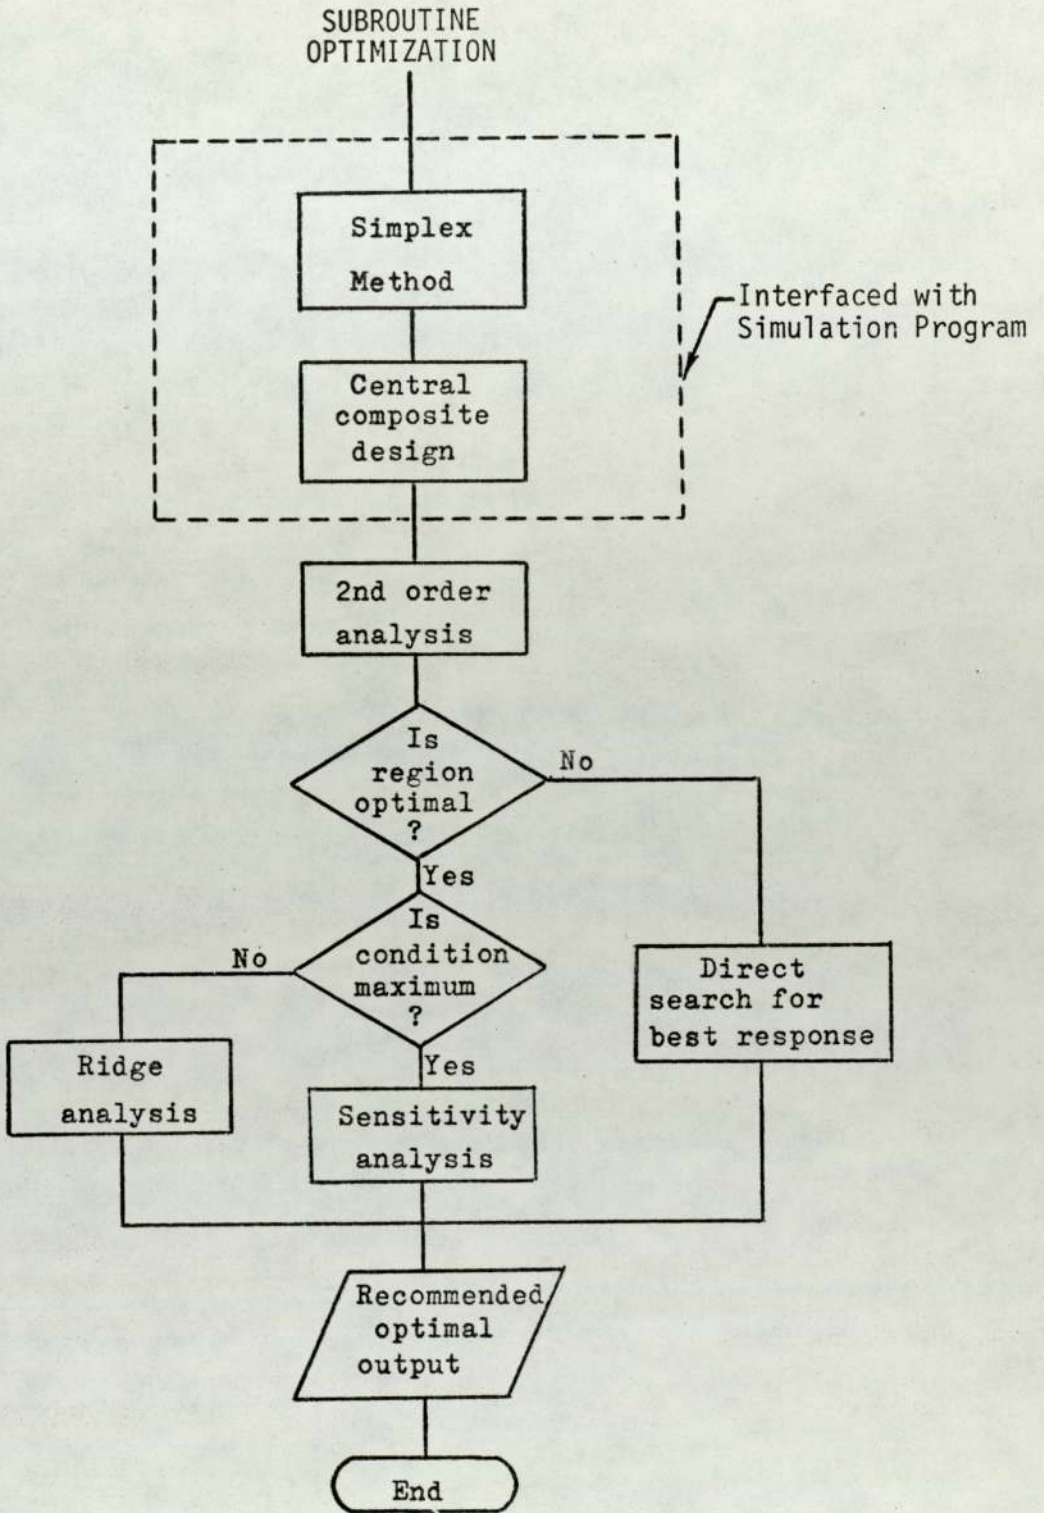 SUBROUTINE
OPTIMIZATION
Simplex
Method
Interfaced with
Simulation Program
Central
composite
design
2nd order
analysis
Is
region
optimal
?
No
Yes
Is
condition
maximum
?
No
Direct
search for
best response
Ridge
analysis
Yes
Sensitivity
analysis
Recommended
optimal
output
End